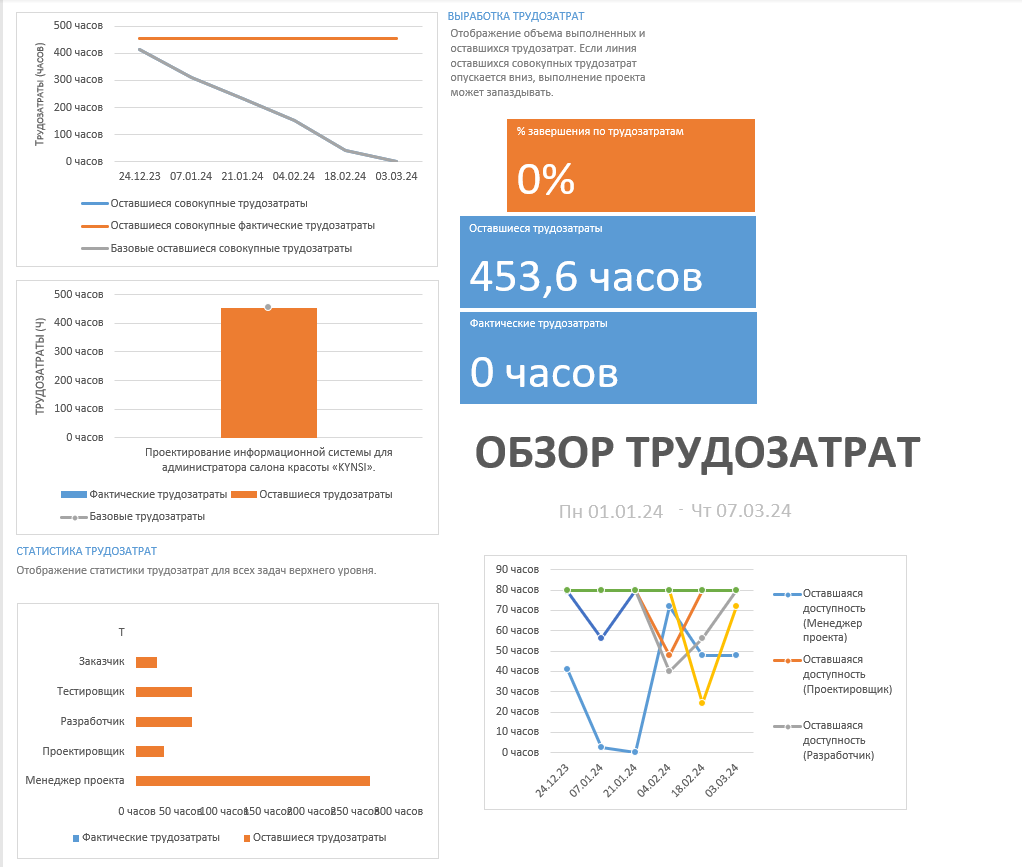 500 часов
400 часов
300 часов
200 часов
100 часов
0 часов
ТРУДОЗАТРАТЫ (ЧАСОВ)
24.12.23 07.01.24 21.01.24 04.02.24 18.02.24 03.03.24
Оставшиеся совокупные трудозатраты
Оставшиеся совокупные фактические трудозатраты
Базовые оставшиеся совокупные трудозатраты
ВЫРАБОТКА ТРУДОЗАТРАТ
Отображение объема выполненных и
оставшихся трудозатрат. Если линия
оставшихся совокупных трудозатрат
опускается вниз, выполнение проекта
может запаздывать.
% завершения по трудозатратам
0%
Оставшиеся трудозатраты
453,6 часов
Фактические трудозатраты
0 часов
500 часов
400 часов
300 часов
200 часов
100 часов
0 часов
ТРУДОЗАТРАТЫ (Ч)
Проектирование информационной системы для
администратора салона красоты «KYNSI».
Фактические трудозатраты Оставшиеся трудозатраты
Базовые трудозатраты
ОБЗОР ТРУДОЗАТРАТ
Пн 01.01.24 - Чт 07.03.24
СТАТИСТИКА ТРУДОЗАТРАТ
Отображение статистики трудозатрат для всех задач верхнего уровня.
Т
Заказчик
Тестировщик
Разработчик
Проектировщик
Менеджер проекта
0 часов 50 часов 100 часов 150 часов 200 часов 250 часов 300 часов
Фактические трудозатраты Оставшиеся трудозатраты
90 часов
80 часов
70 часов
60 часов
50 часов
40 часов
30 часов
20 часов
10 часов
0 часов
24.12.23 07.01.24 21.01.24 04.02.24 18.02.24 03.03.24
Оставшаяся
доступность
(Менеджер
проекта)
Оставшаяся
доступность
(Проектировщик)
Оставшаяся
доступность
(Разработчик)